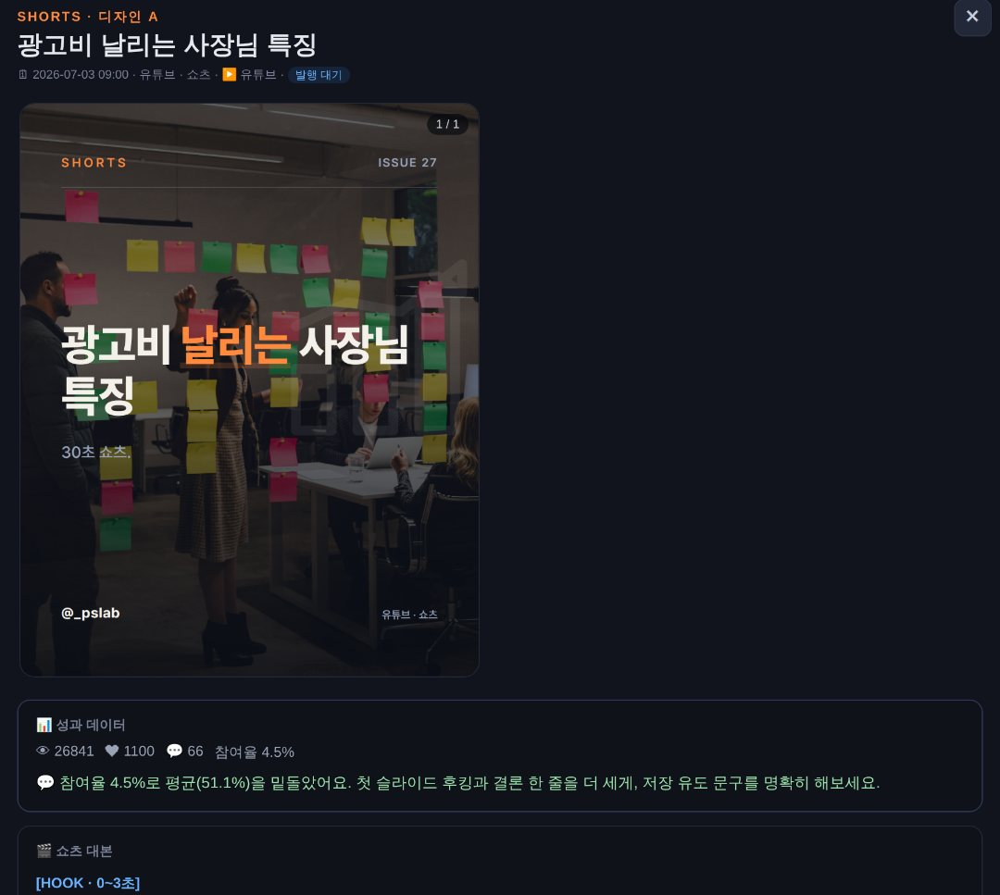 SHORTS · 디자인 A
광고비 날리는 사장님 특징
2026-07-03 09:00 · 유튜브 · 쇼츠 · ▶️ 유튜브 · 발행 대기
1 / 1
SHORTS
ISSUE 27
광고비 날리는 사장님
특징
30초 쇼츠.
@_pslab
유튜브 · 쇼츠
📊 성과 데이터
👁 26841 ♥ 1100 💬 66 참여율 4.5%
💬 참여율 4.5%로 평균(51.1%)을 밑돌았어요. 첫 슬라이드 후킹과 결론 한 줄을 더 세게, 저장 유도 문구를 명확히 해보세요.
🎬 쇼츠 대본
[HOOK · 0~3초]